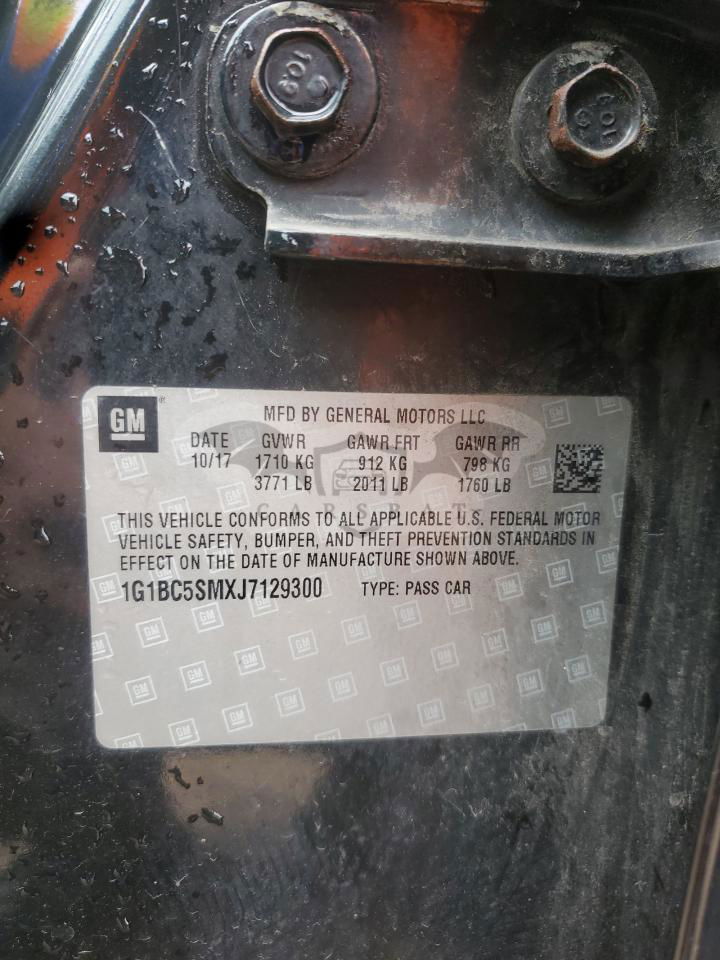 108
109
GM
MFD BY GENERAL MOTORS LLC
DATE GVWR GAWR FRT GAWR RR
10/17 1710 KG 912 KG 798 KG
3771 LB 2011 LB 1760 LB
CARSBAT
THIS VEHICLE CONFORMS TO ALL APPLICABLE U.S. FEDERAL MOTOR
VEHICLE SAFETY, BUMPER, AND THEFT PREVENTION STANDARDS IN
EFFECT ON THE DATE OF MANUFACTURE SHOWN ABOVE.
1G1BC5SMXJ7129300 TYPE: PASS CAR